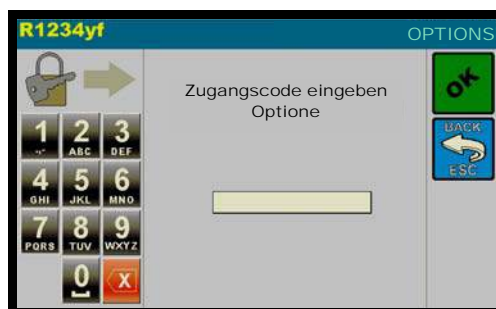 R1234yf
OPTIONS
Zugangscode eingeben
Optione
OK
BACK
ESC
1 2 3
.,* ABC DEF
4 5 6
GHI JKL MNO
7 8 9
PQRS TUV WXYZ
0 X